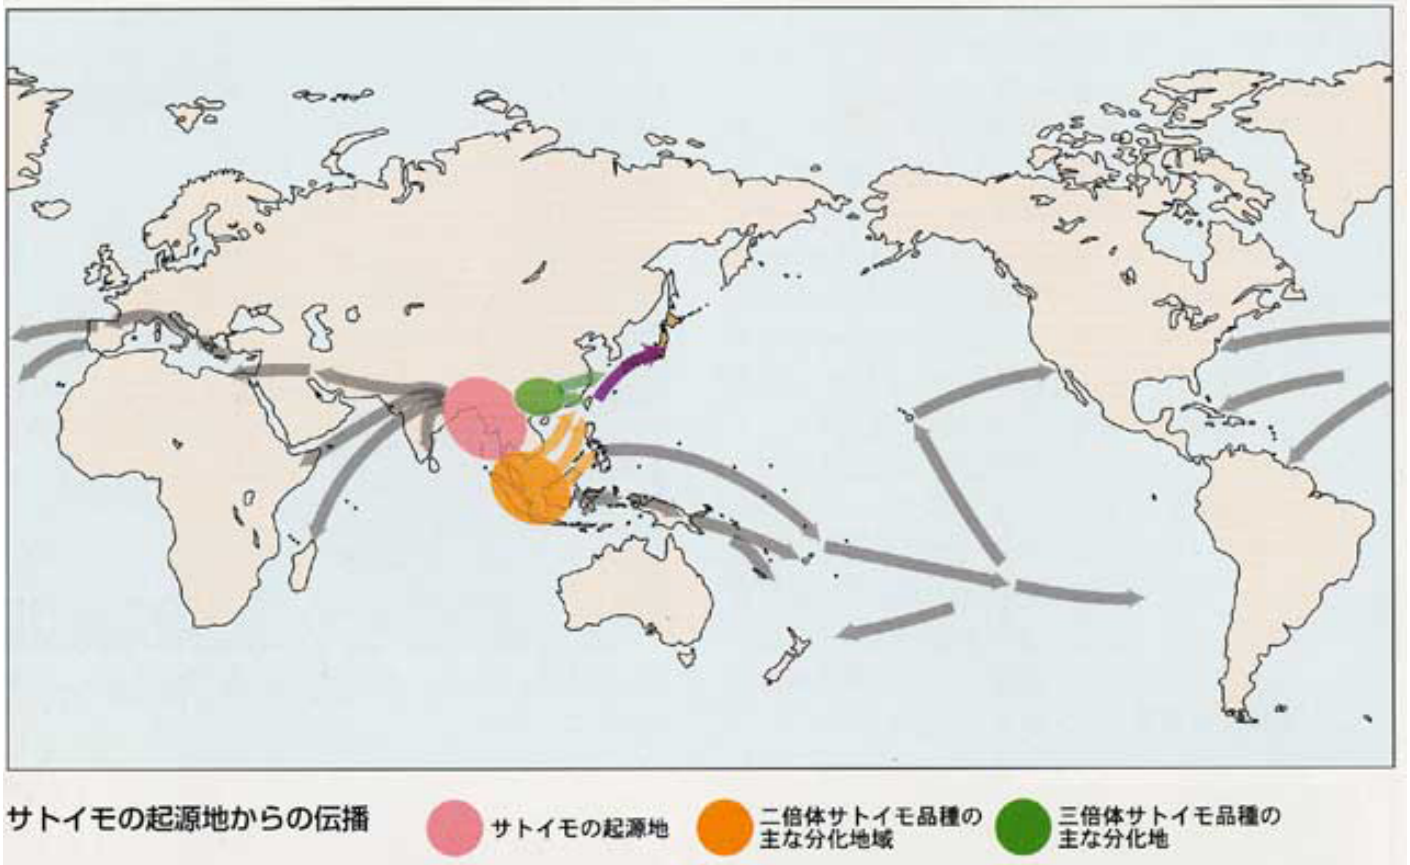 サトイモの起源地からの伝播
サトイモの起源地
二倍体サトイモ品種の
主な分化地域
三倍体サトイモ品種の
主な分化地